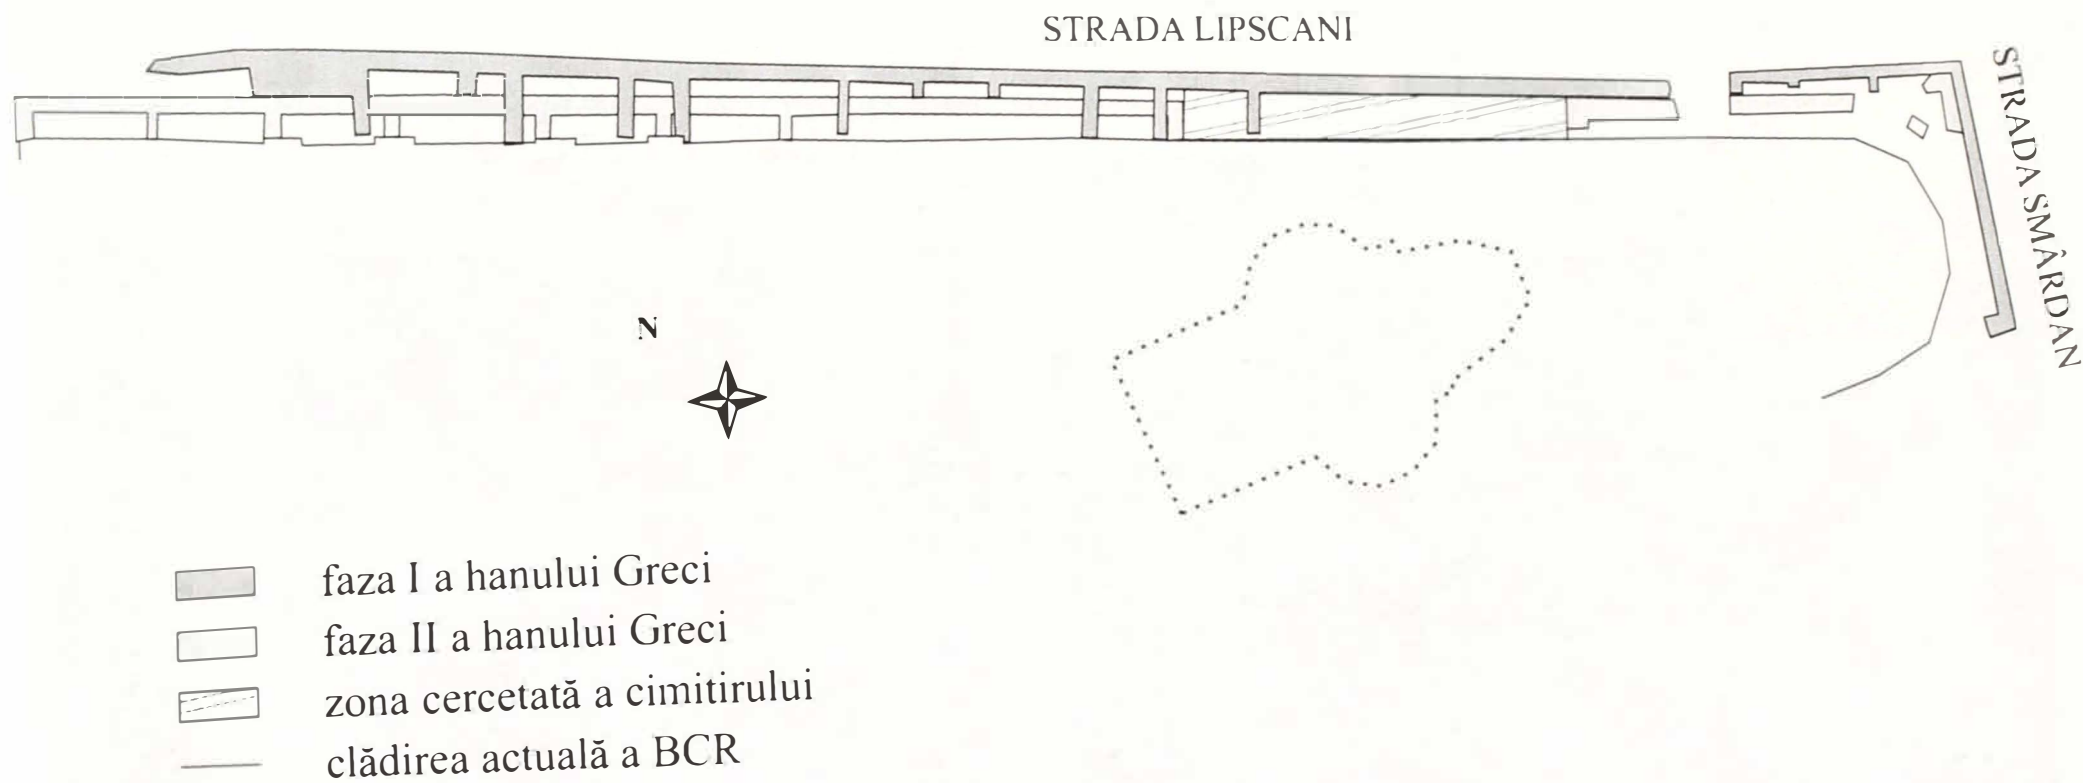 STRADA LIPSCANI
STRADA SMÂRDAN
N
faza I a hanului Greci
faza II a hanului Greci
zona cercetată a cimitirului
clădirea actuală a BCR